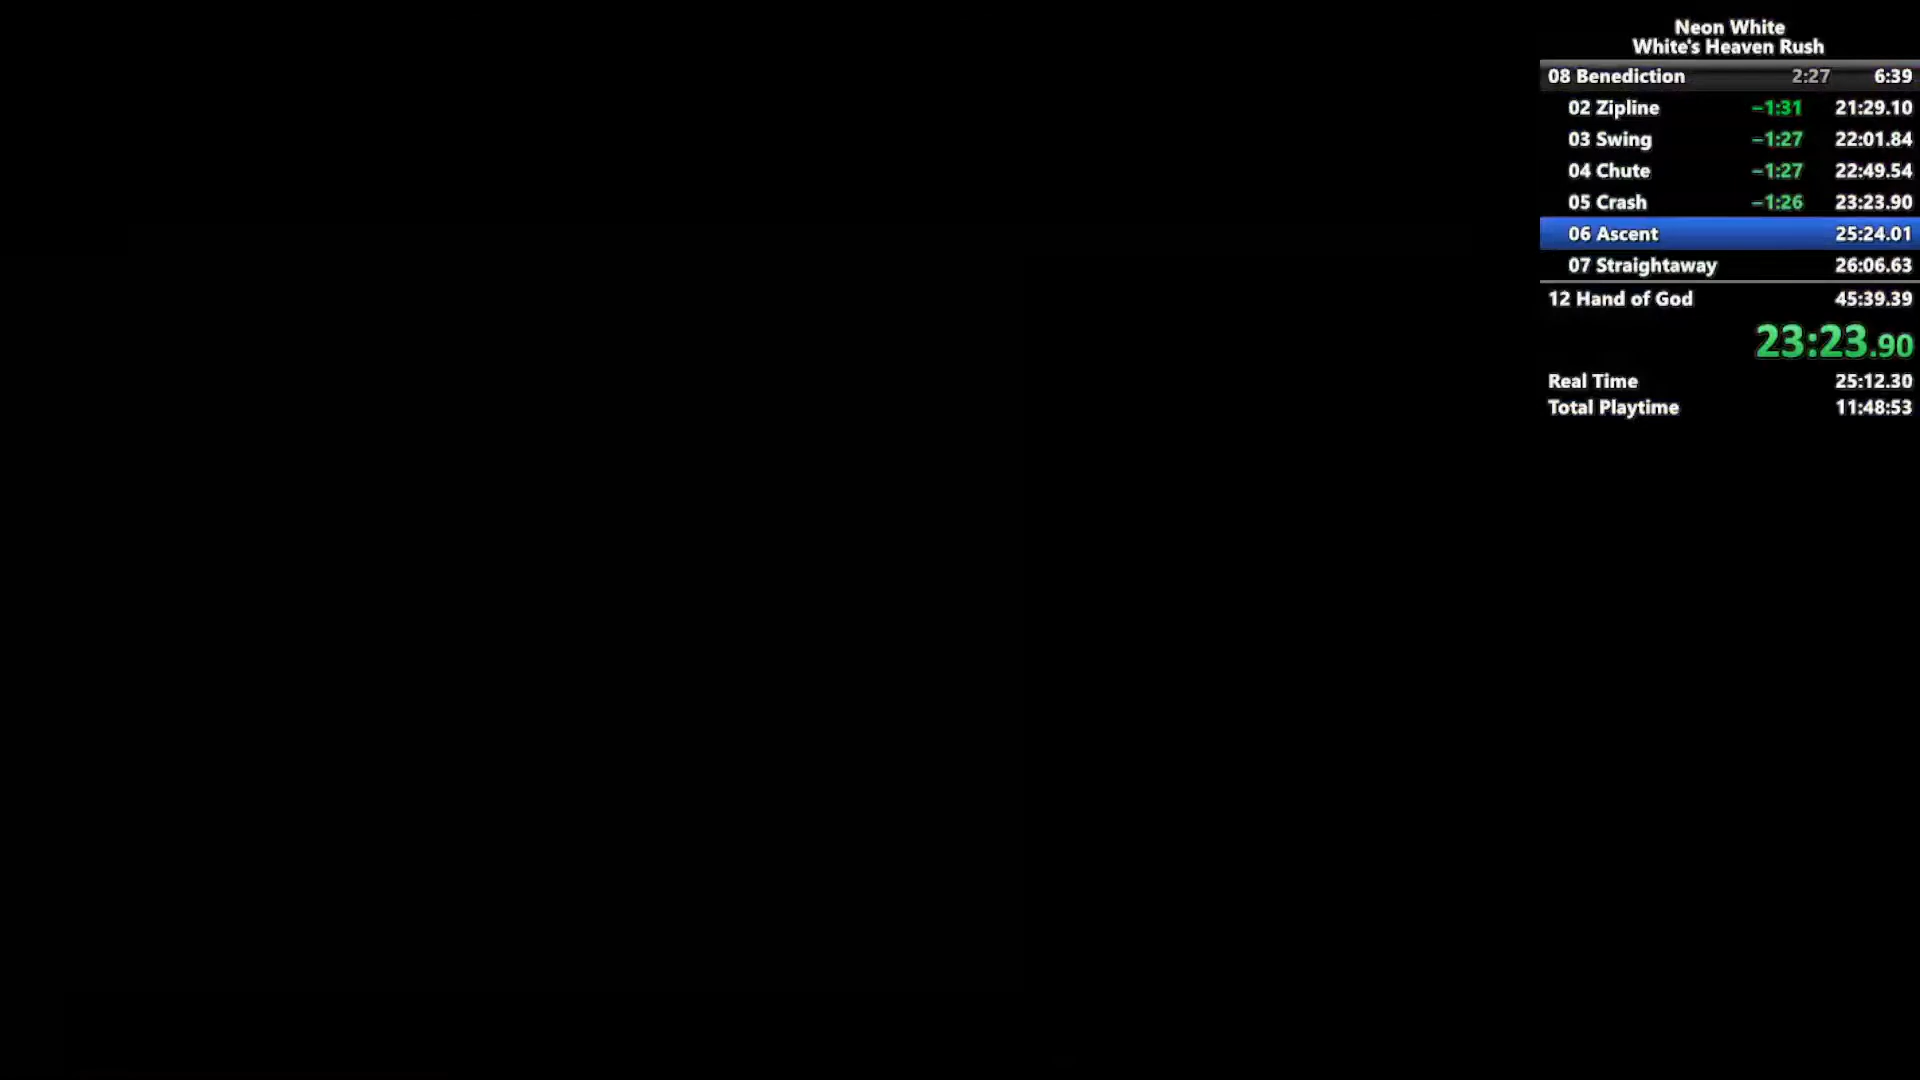 Neon White
White's Heaven Rush
08 Benediction 2:27 6:39
02 Zipline −1:31 21:29.10
03 Swing −1:27 22:01.84
04 Chute −1:27 22:49.54
05 Crash −1:26 23:23.90
06 Ascent 25:24.01
07 Straightaway 26:06.63
12 Hand of God 45:39.39
23:23.90
Real Time 25:12.30
Total Playtime 11:48:53